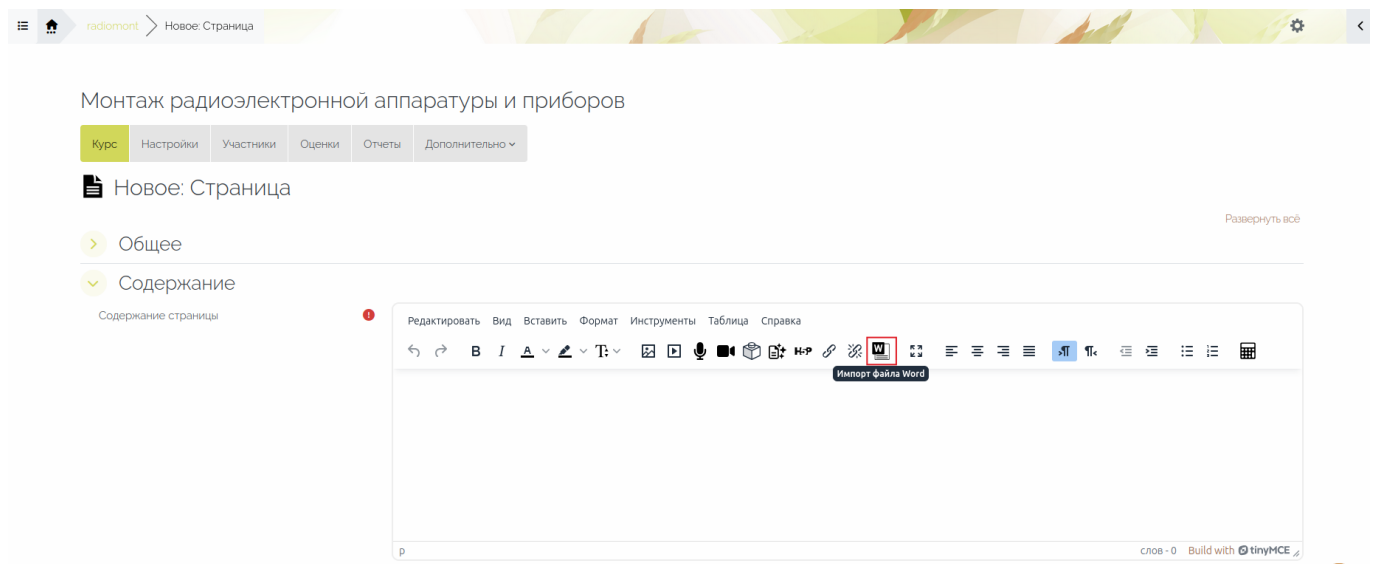 radiomont Новое: Страница
Монтаж радиоэлектронной аппаратуры и приборов
Курс Настройки Участники Оценки Отчеты Дополнительно
Новое: Страница
Развернуть всё
Общее
Содержание
Содержание страницы
Редактировать Вид Вставить Формат Инструменты Таблица Справка
B I A H-P W
Импорт файла Word
p слов - 0 Build with tinyMCE